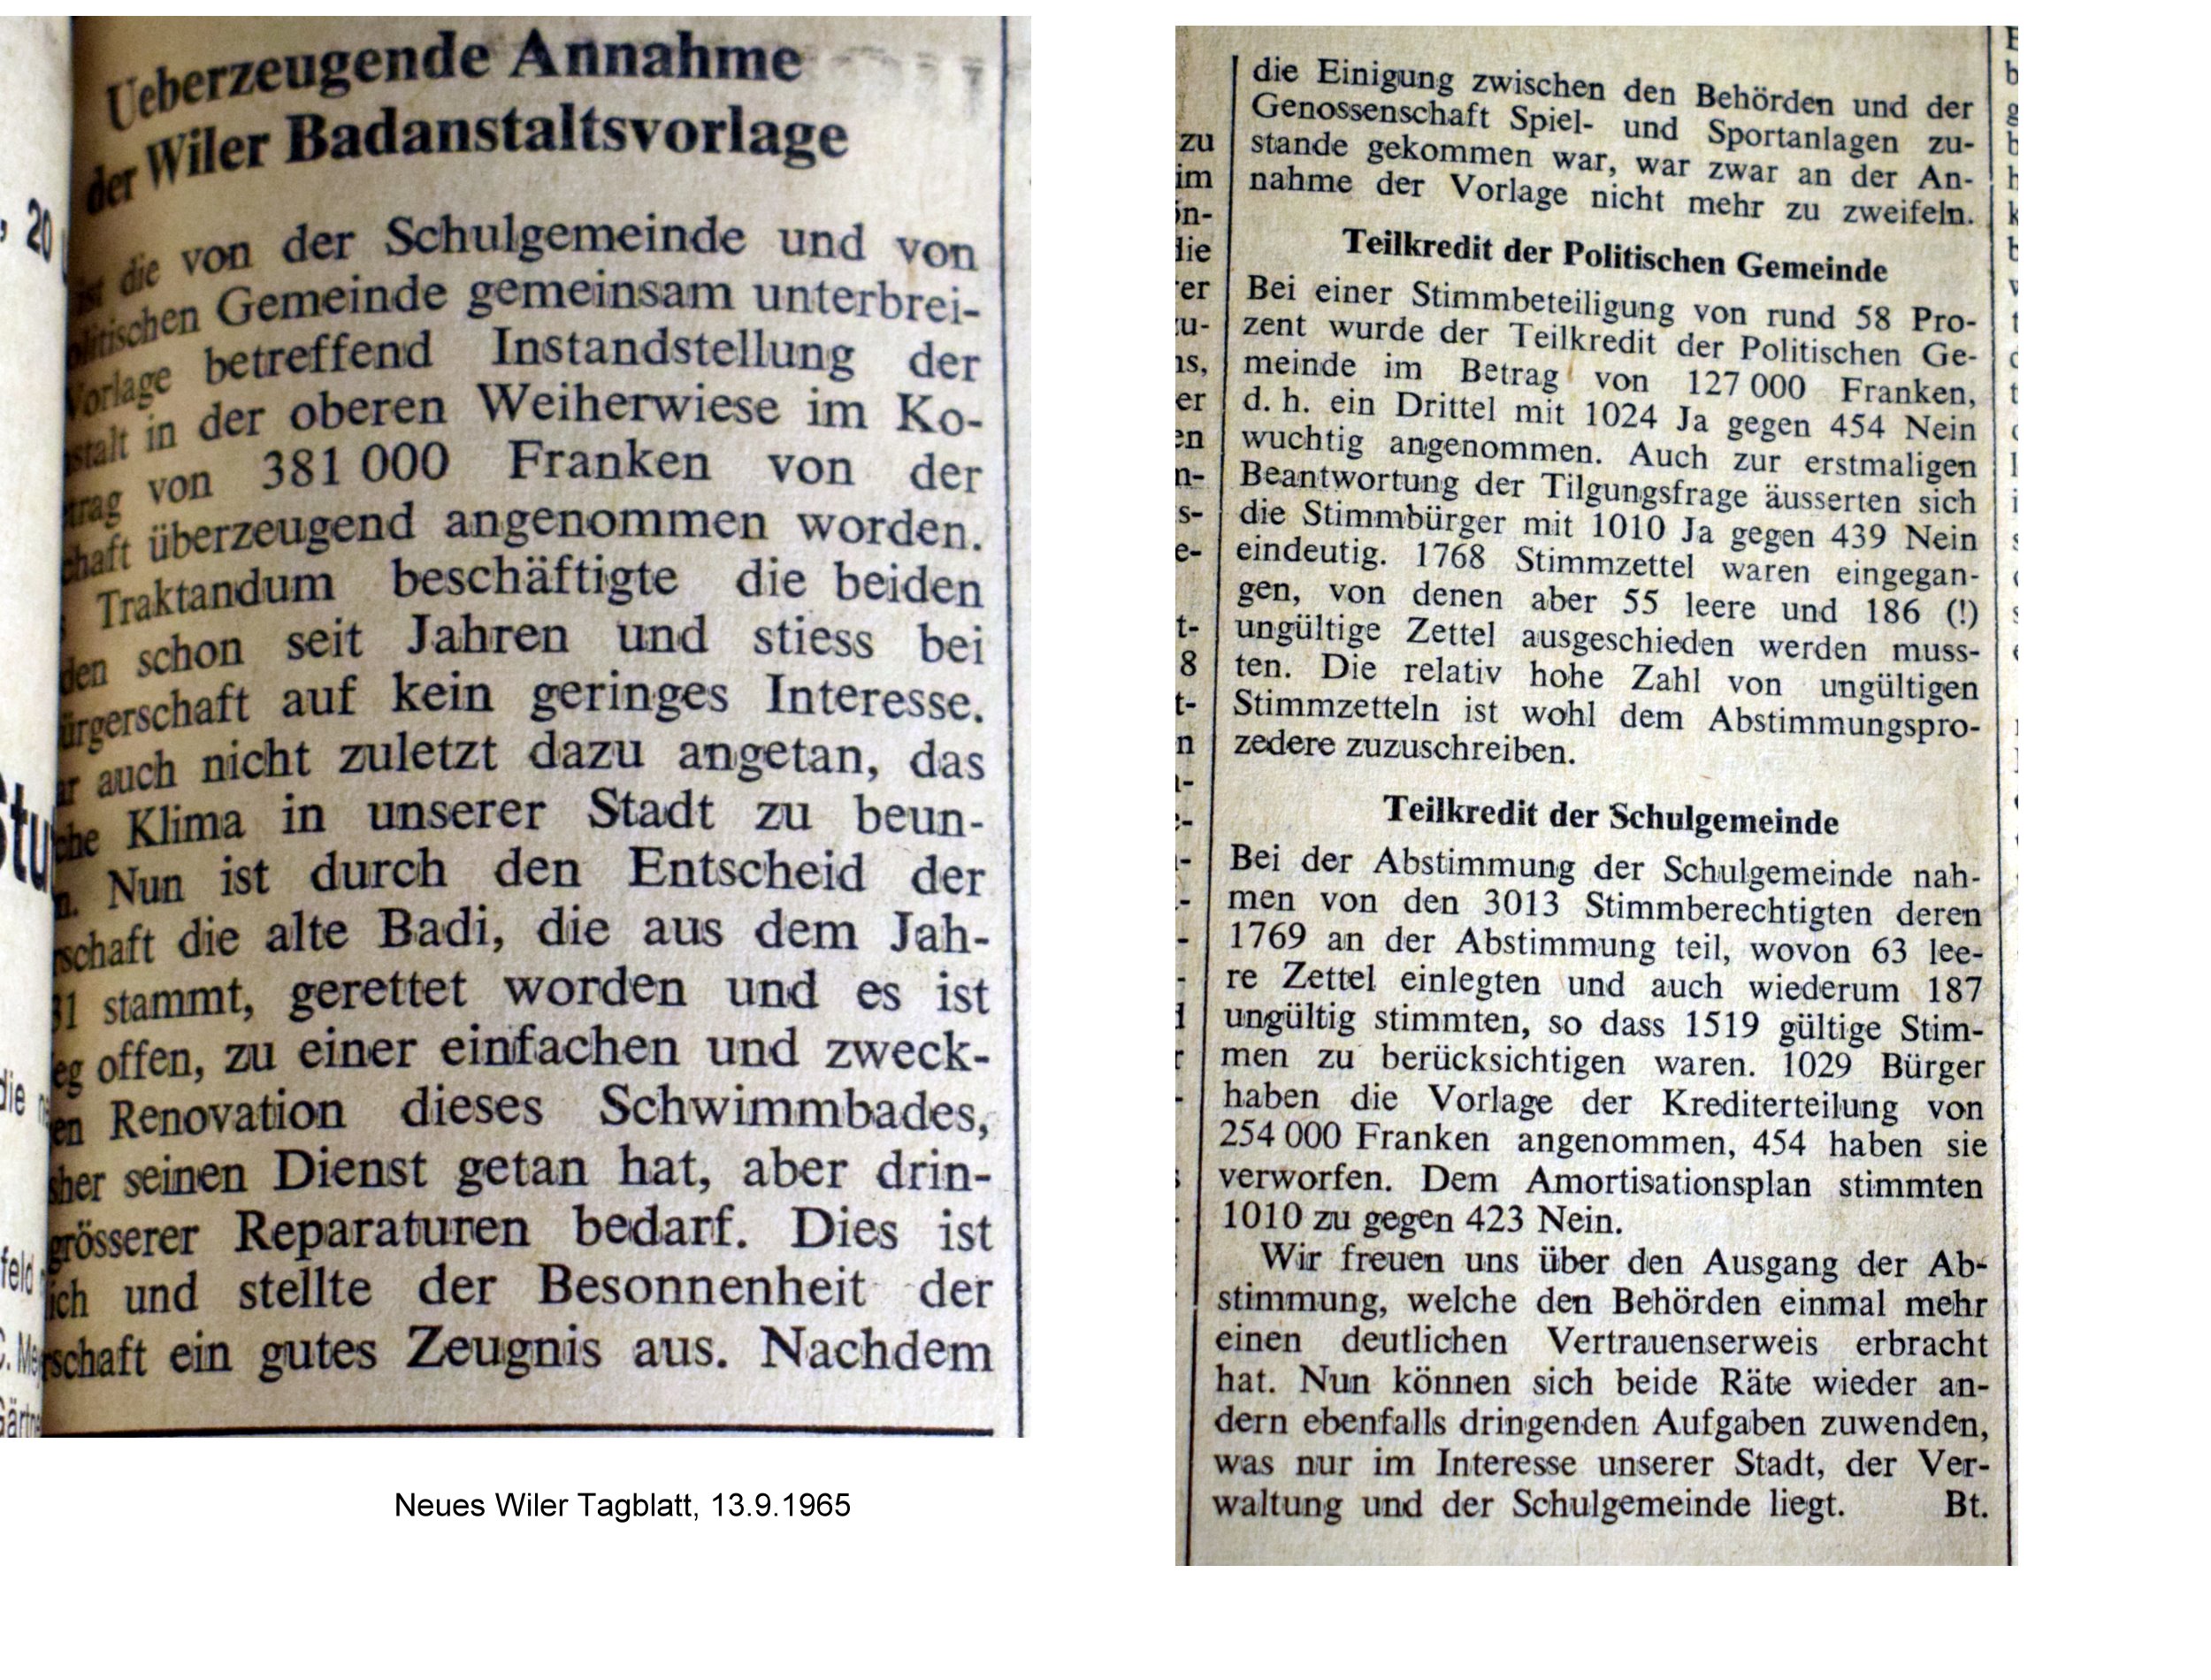 Ueberzeugende Annahme
der Wiler Badanstaltsvorlage
ist die von der Schulgemeinde und von
litischen Gemeinde gemeinsam unterbrei-
Vorlage betreffend Instandstellung der
stalt in der oberen Weiherwiese im Ko-
trag von 381 000 Franken von der
schaft überzeugend angenommen worden.
Traktandum beschäftigte die beiden
den schon seit Jahren und stiess bei
ürgerschaft auf kein geringes Interesse.
r auch nicht zuletzt dazu angetan, das
che Klima in unserer Stadt zu beun-
n. Nun ist durch den Entscheid der
rschaft die alte Badi, die aus dem Jah-
31 stammt, gerettet worden und es ist
eg offen, zu einer einfachen und zweck-
en Renovation dieses Schwimmbades,
sher seinen Dienst getan hat, aber drin-
grösserer Reparaturen bedarf. Dies ist
ich und stellte der Besonnenheit der
rschaft ein gutes Zeugnis aus. Nachdem
Neues Wiler Tagblatt, 13.9.1965
die Einigung zwischen den Behörden und der
Genossenschaft Spiel- und Sportanlagen zu-
stande gekommen war, war zwar an der An-
nahme der Vorlage nicht mehr zu zweifeln.
Teilkredit der Politischen Gemeinde
Bei einer Stimmbeteiligung von rund 58 Pro-
zent wurde der Teilkredit der Politischen Ge-
meinde im Betrag von 127 000 Franken,
d. h. ein Drittel mit 1024 Ja gegen 454 Nein
wuchtig angenommen. Auch zur erstmaligen
Beantwortung der Tilgungsfrage äusserten sich
die Stimmbürger mit 1010 Ja gegen 439 Nein
eindeutig. 1768 Stimmzettel waren eingegan-
gen, von denen aber 55 leere und 186 (!)
ungültige Zettel ausgeschieden werden muss-
ten. Die relativ hohe Zahl von ungültigen
Stimmzetteln ist wohl dem Abstimmungspro-
zedere zuzuschreiben.
Teilkredit der Schulgemeinde
Bei der Abstimmung der Schulgemeinde nah-
men von den 3013 Stimmberechtigten deren
1769 an der Abstimmung teil, wovon 63 lee-
re Zettel einlegten und auch wiederum 187
ungültig stimmten, so dass 1519 gültige Stim-
men zu berücksichtigen waren. 1029 Bürger
haben die Vorlage der Krediterteilung von
254 000 Franken angenommen, 454 haben sie
verworfen. Dem Amortisationsplan stimmten
1010 zu gegen 423 Nein.
Wir freuen uns über den Ausgang der Ab-
stimmung, welche den Behörden einmal mehr
einen deutlichen Vertrauenserweis erbracht
hat. Nun können sich beide Räte wieder an-
dern ebenfalls dringenden Aufgaben zuwenden,
was nur im Interesse unserer Stadt, der Ver-
waltung und der Schulgemeinde liegt. Bt.